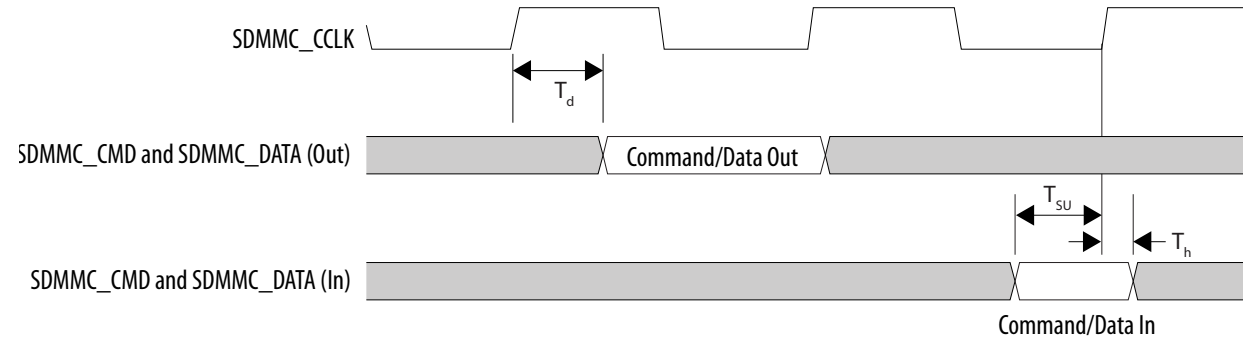 SDMMC_CCLK
T_d
SDMMC_CMD and SDMMC_DATA (Out)
Command/Data Out
T_SU
T_h
SDMMC_CMD and SDMMC_DATA (In)
Command/Data In